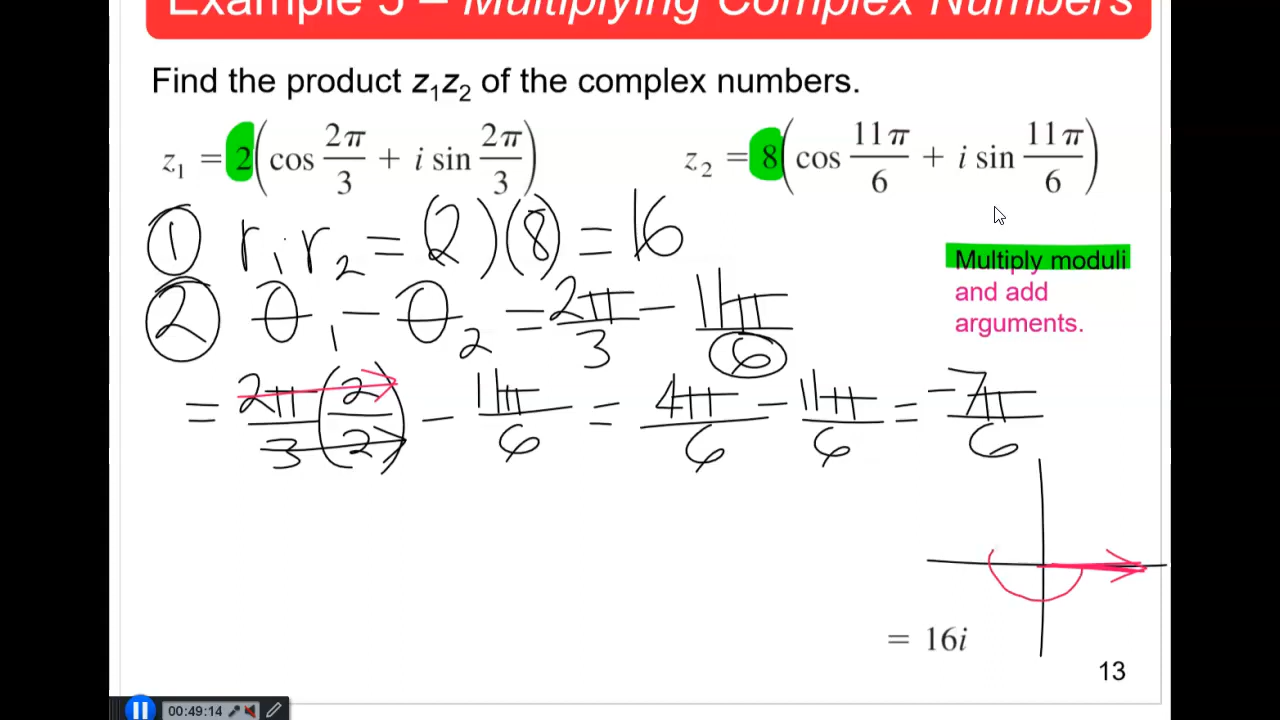 Example 5 – Multiplying Complex Numbers
Find the product z₁z₂ of the complex numbers.
z₁ = 2(cos 2π/3 + i sin 2π/3) z₂ = 8(cos 11π/6 + i sin 11π/6)
① r₁r₂ = (2)(8) = 16
② θ₁ - θ₂ = 2π/3 - 11π/6
= 2π/3 (2/2) - 11π/6 = 4π/6 - 11π/6 = -7π/6
Multiply moduli
and add
arguments.
= 16i
13
00:49:14